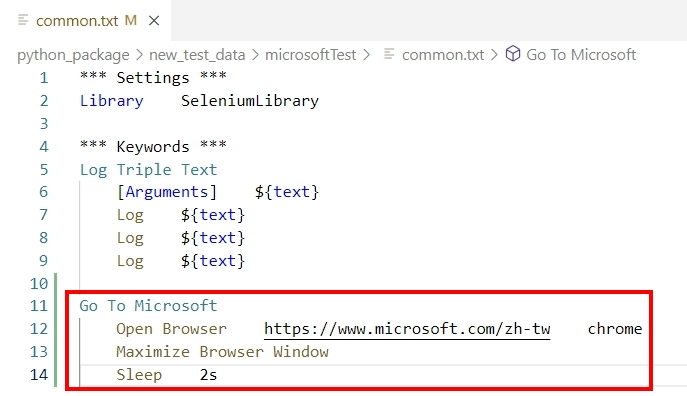 common.txt M ×
python_package > new_test_data > microsoftTest > common.txt > Go To Microsoft
1 *** Settings ***
2 Library    SeleniumLibrary
3
4 *** Keywords ***
5 Log Triple Text
6     [Arguments]    ${text}
7     Log    ${text}
8     Log    ${text}
9     Log    ${text}
10
11 Go To Microsoft
12     Open Browser    https://www.microsoft.com/zh-tw    chrome
13     Maximize Browser Window
14     Sleep    2s